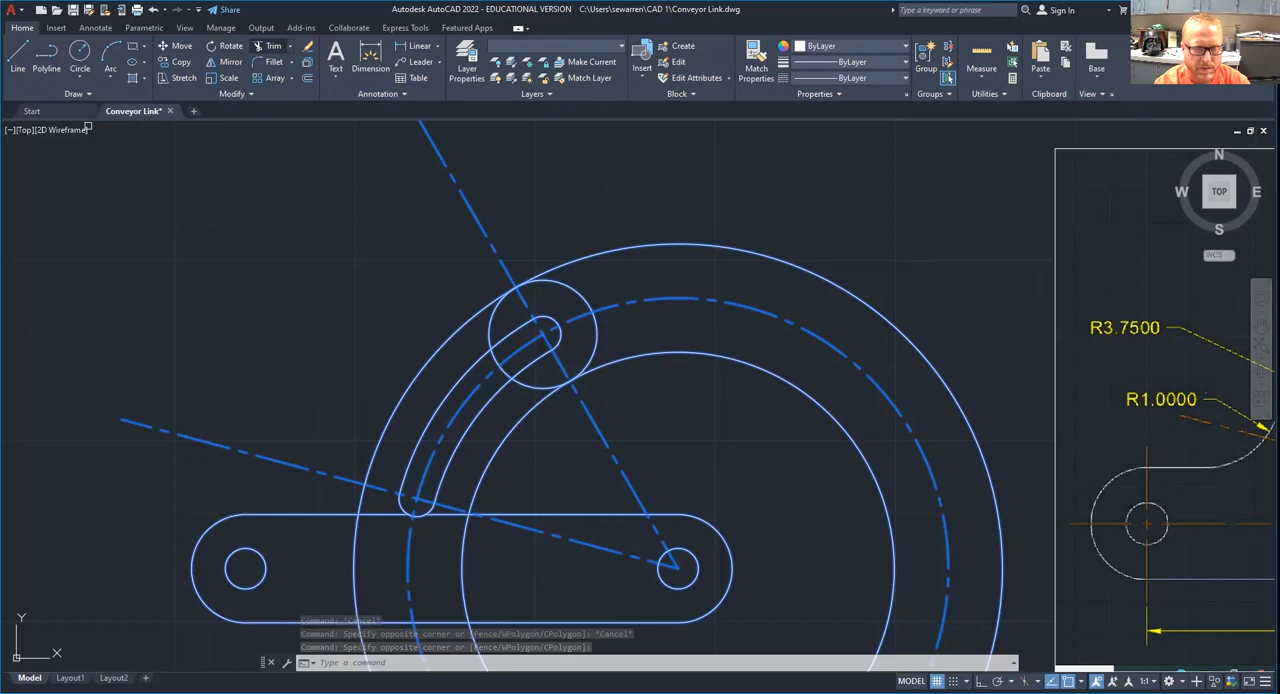 Share
Autodesk AutoCAD 2022 - EDUCATIONAL VERSION C:\Users\sewarren\CAD 1\Conveyor Link.dwg
Type a keyword or phrase
Sign In
Home Insert Annotate Parametric View Manage Output Add-ins Collaborate Express Tools Featured Apps
Line
Polyline
Circle
Arc
Move
Copy
Stretch
Rotate
Mirror
Scale
Trim
Fillet
Array
Text
Dimension
Linear
Leader
Table
Layer
Properties
Make Current
Match Layer
Insert
Create
Edit
Edit Attributes
Match
Properties
ByLayer
ByLayer
ByLayer
Group
Measure
Paste
Base
Draw
Modify
Annotation
Layers
Block
Properties
Groups
Utilities
Clipboard
View
Start
Conveyor Link*
[−][Top][2D Wireframe]
N
W
TOP
E
S
WCS
R3.7500
R1.0000
Y
X
Command: *Cancel*
Command: Specify opposite corner or [Fence/WPolygon/CPolygon]: *Cancel*
Command: Specify opposite corner or [Fence/WPolygon/CPolygon]:
Type a command
Model
Layout1
Layout2
MODEL
1:1